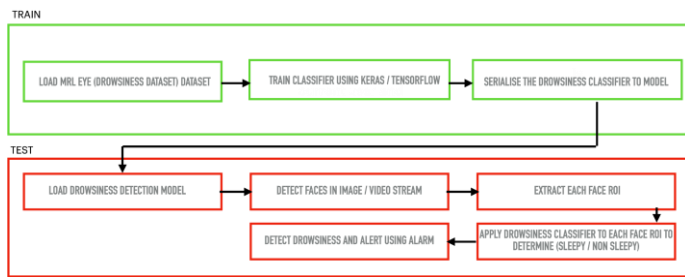 TRAIN
LOAD MRL EYE (DROWSINESS DATASET) DATASET
TRAIN CLASSIFIER USING KERAS / TENSORFLOW
SERIALISE THE DROWSINESS CLASSIFIER TO MODEL
TEST
LOAD DROWSINESS DETECTION MODEL
DETECT FACES IN IMAGE / VIDEO STREAM
EXTRACT EACH FACE ROI
APPLY DROWSINESS CLASSIFIER TO EACH FACE ROI TO
DETERMINE (SLEEPY / NON SLEEPY)
DETECT DROWSINESS AND ALERT USING ALARM